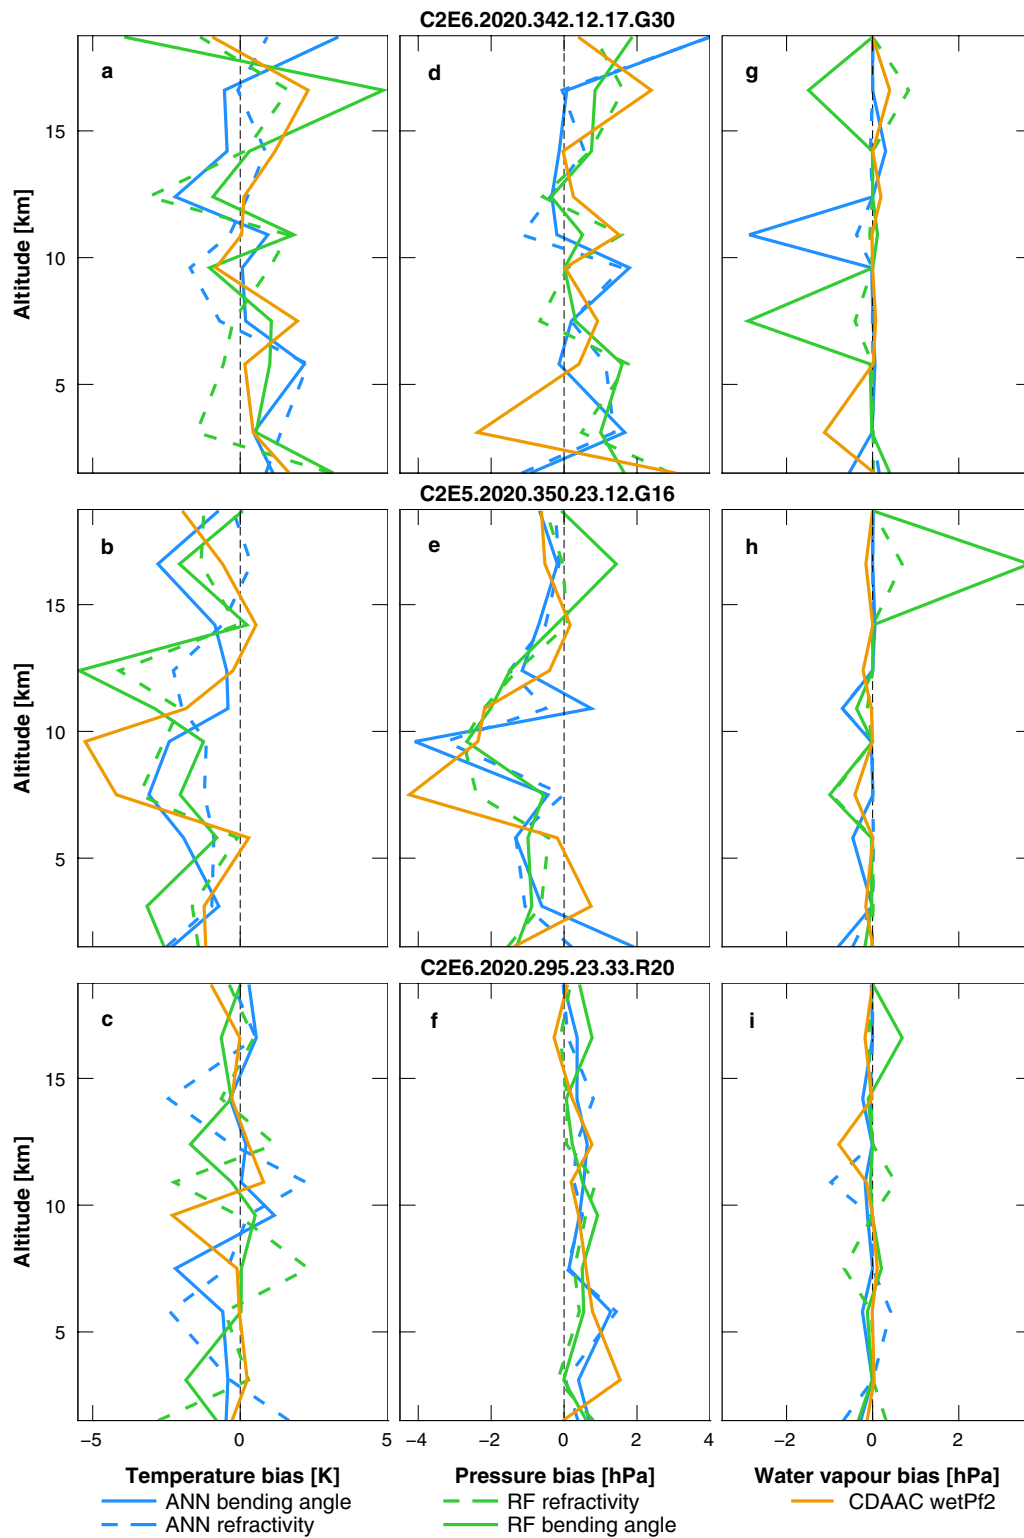 C2E6.2020.342.12.17.G30
a
d
g
15
10
5
Altitude [km]
C2E5.2020.350.23.12.G16
b
e
h
15
10
5
Altitude [km]
C2E6.2020.295.23.33.R20
c
f
i
15
10
5
Altitude [km]
−5 0 5 −4 −2 0 2 4 −2 0 2
Temperature bias [K] Pressure bias [hPa] Water vapour bias [hPa]
ANN bending angle RF refractivity CDAAC wetPf2
ANN refractivity RF bending angle